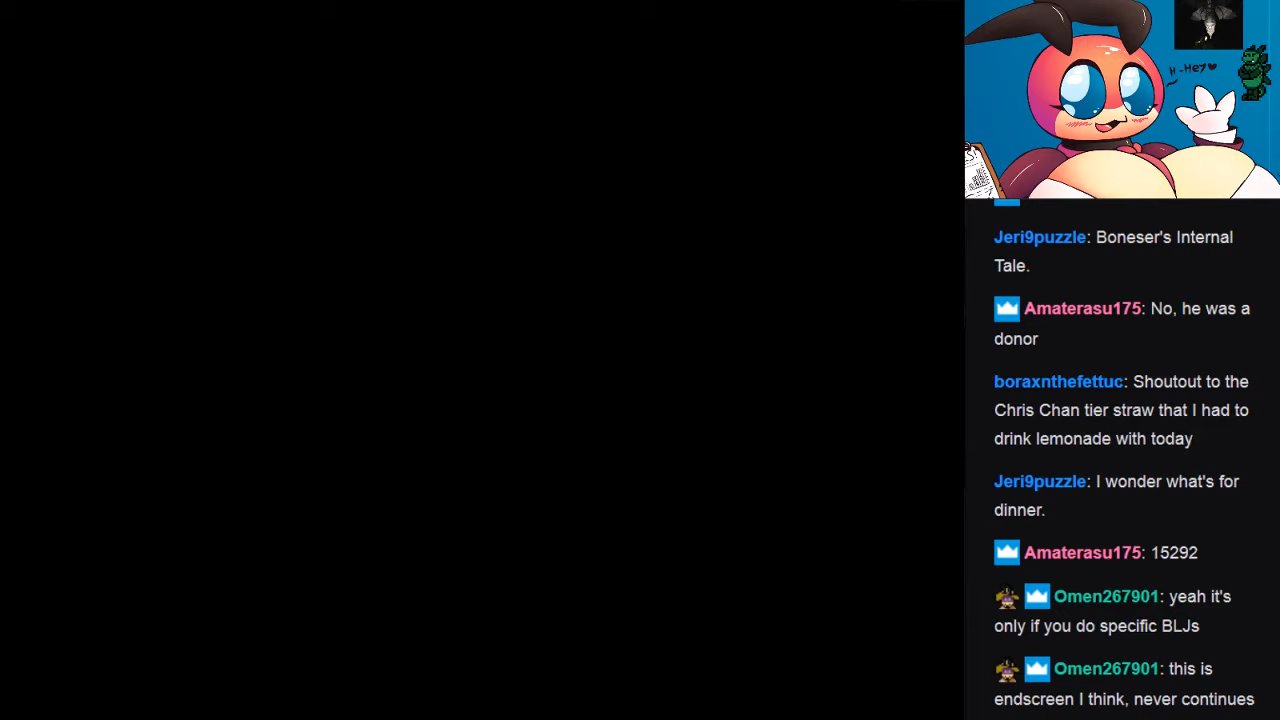 H-Hey♥
Jeri9puzzle: Boneser's Internal
Tale.
Amaterasu175: No, he was a
donor
boraxnthefettuc: Shoutout to the
Chris Chan tier straw that I had to
drink lemonade with today
Jeri9puzzle: I wonder what's for
dinner.
Amaterasu175: 15292
Omen267901: yeah it's
only if you do specific BLJs
Omen267901: this is
endscreen I think, never continues